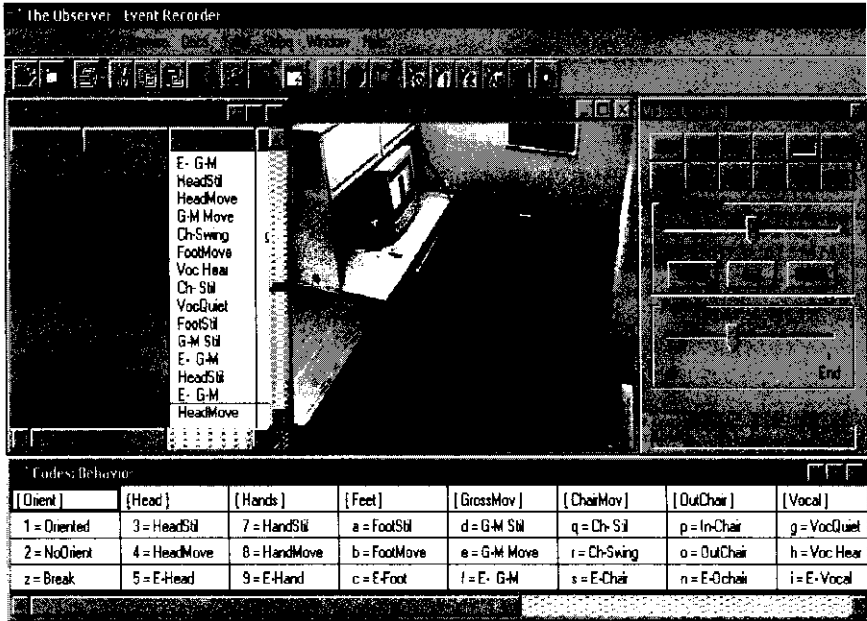 The Observer - Event Recorder
Window
E- G-M
HeadStil
HeadMove
G-M Move
Ch-Swing
FootMove
Voc Hear
Ch- Stil
VocQuiet
FootStil
G-M Stil
E- G-M
HeadStil
E- G-M
HeadMove
End
Codes: Behavior
[Orient] [Head] [Hands] [Feet] [GrossMov] [ChairMov] [OutChair] [Vocal]
1 = Oriented 3 = HeadStil 7 = HandStil a = FootStil d = G-M Stil q = Ch- Stil p = In-Chair g = VocQuiet
2 = NoOrient 4 = HeadMove 8 = HandMove b = FootMove e = G-M Move r = Ch-Swing o = OutChair h = Voc Hear
z = Break 5 = E-Head 9 = E-Hand c = E-Foot f = E- G-M s = E-Chair n = E-Ochair i = E-Vocal